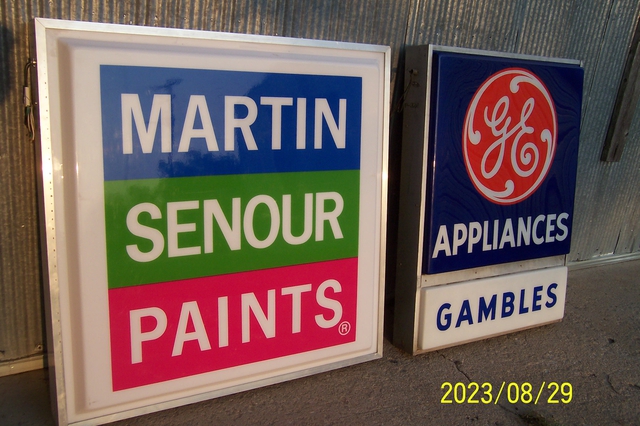 MARTIN
SENOUR
PAINTS®
GE
APPLIANCES
GAMBLES
2023/08/29